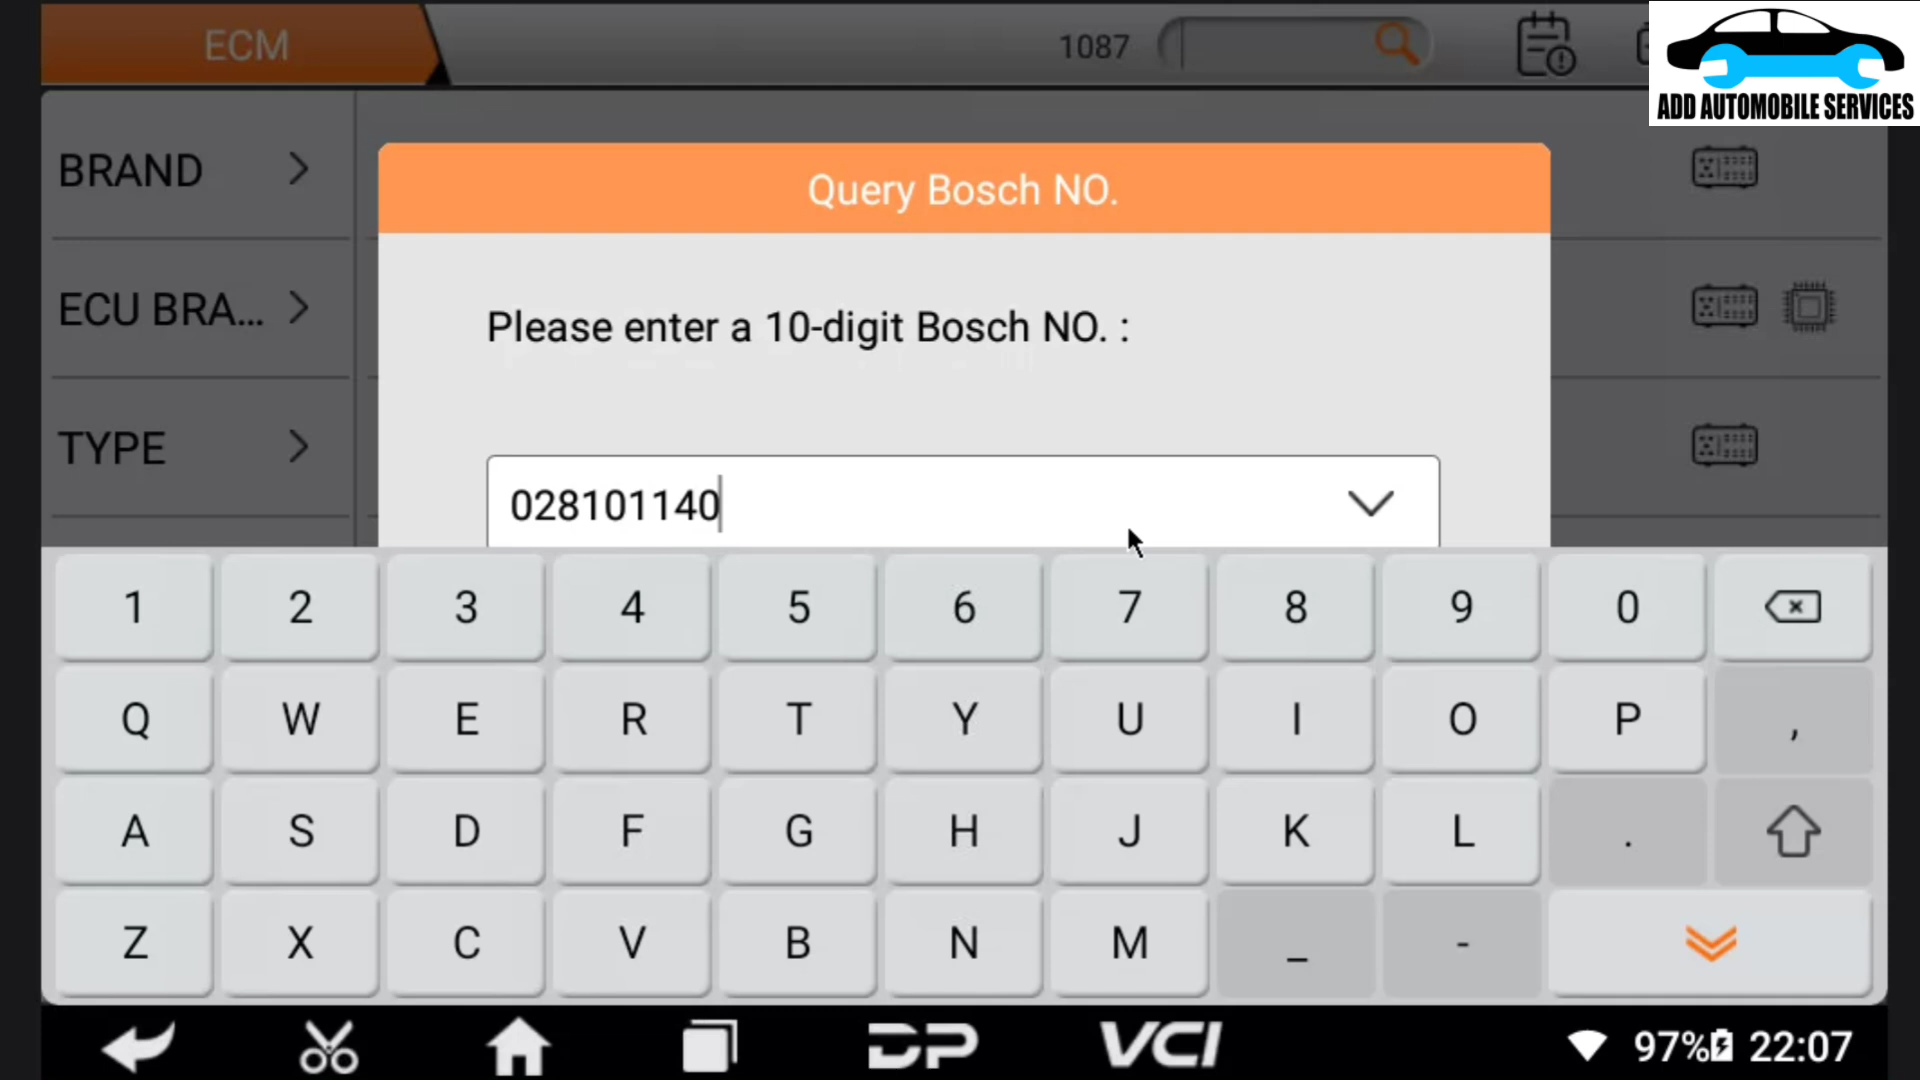 ECM
1087
ADD AUTOMOBILE SERVICES
BRAND
ECU BRA...
TYPE
Query Bosch NO.
Please enter a 10-digit Bosch NO. :
028101140
1 2 3 4 5 6 7 8 9 0
Q W E R T Y U I O P ,
A S D F G H J K L .
Z X C V B N M _ -
DP VCI 97% 22:07